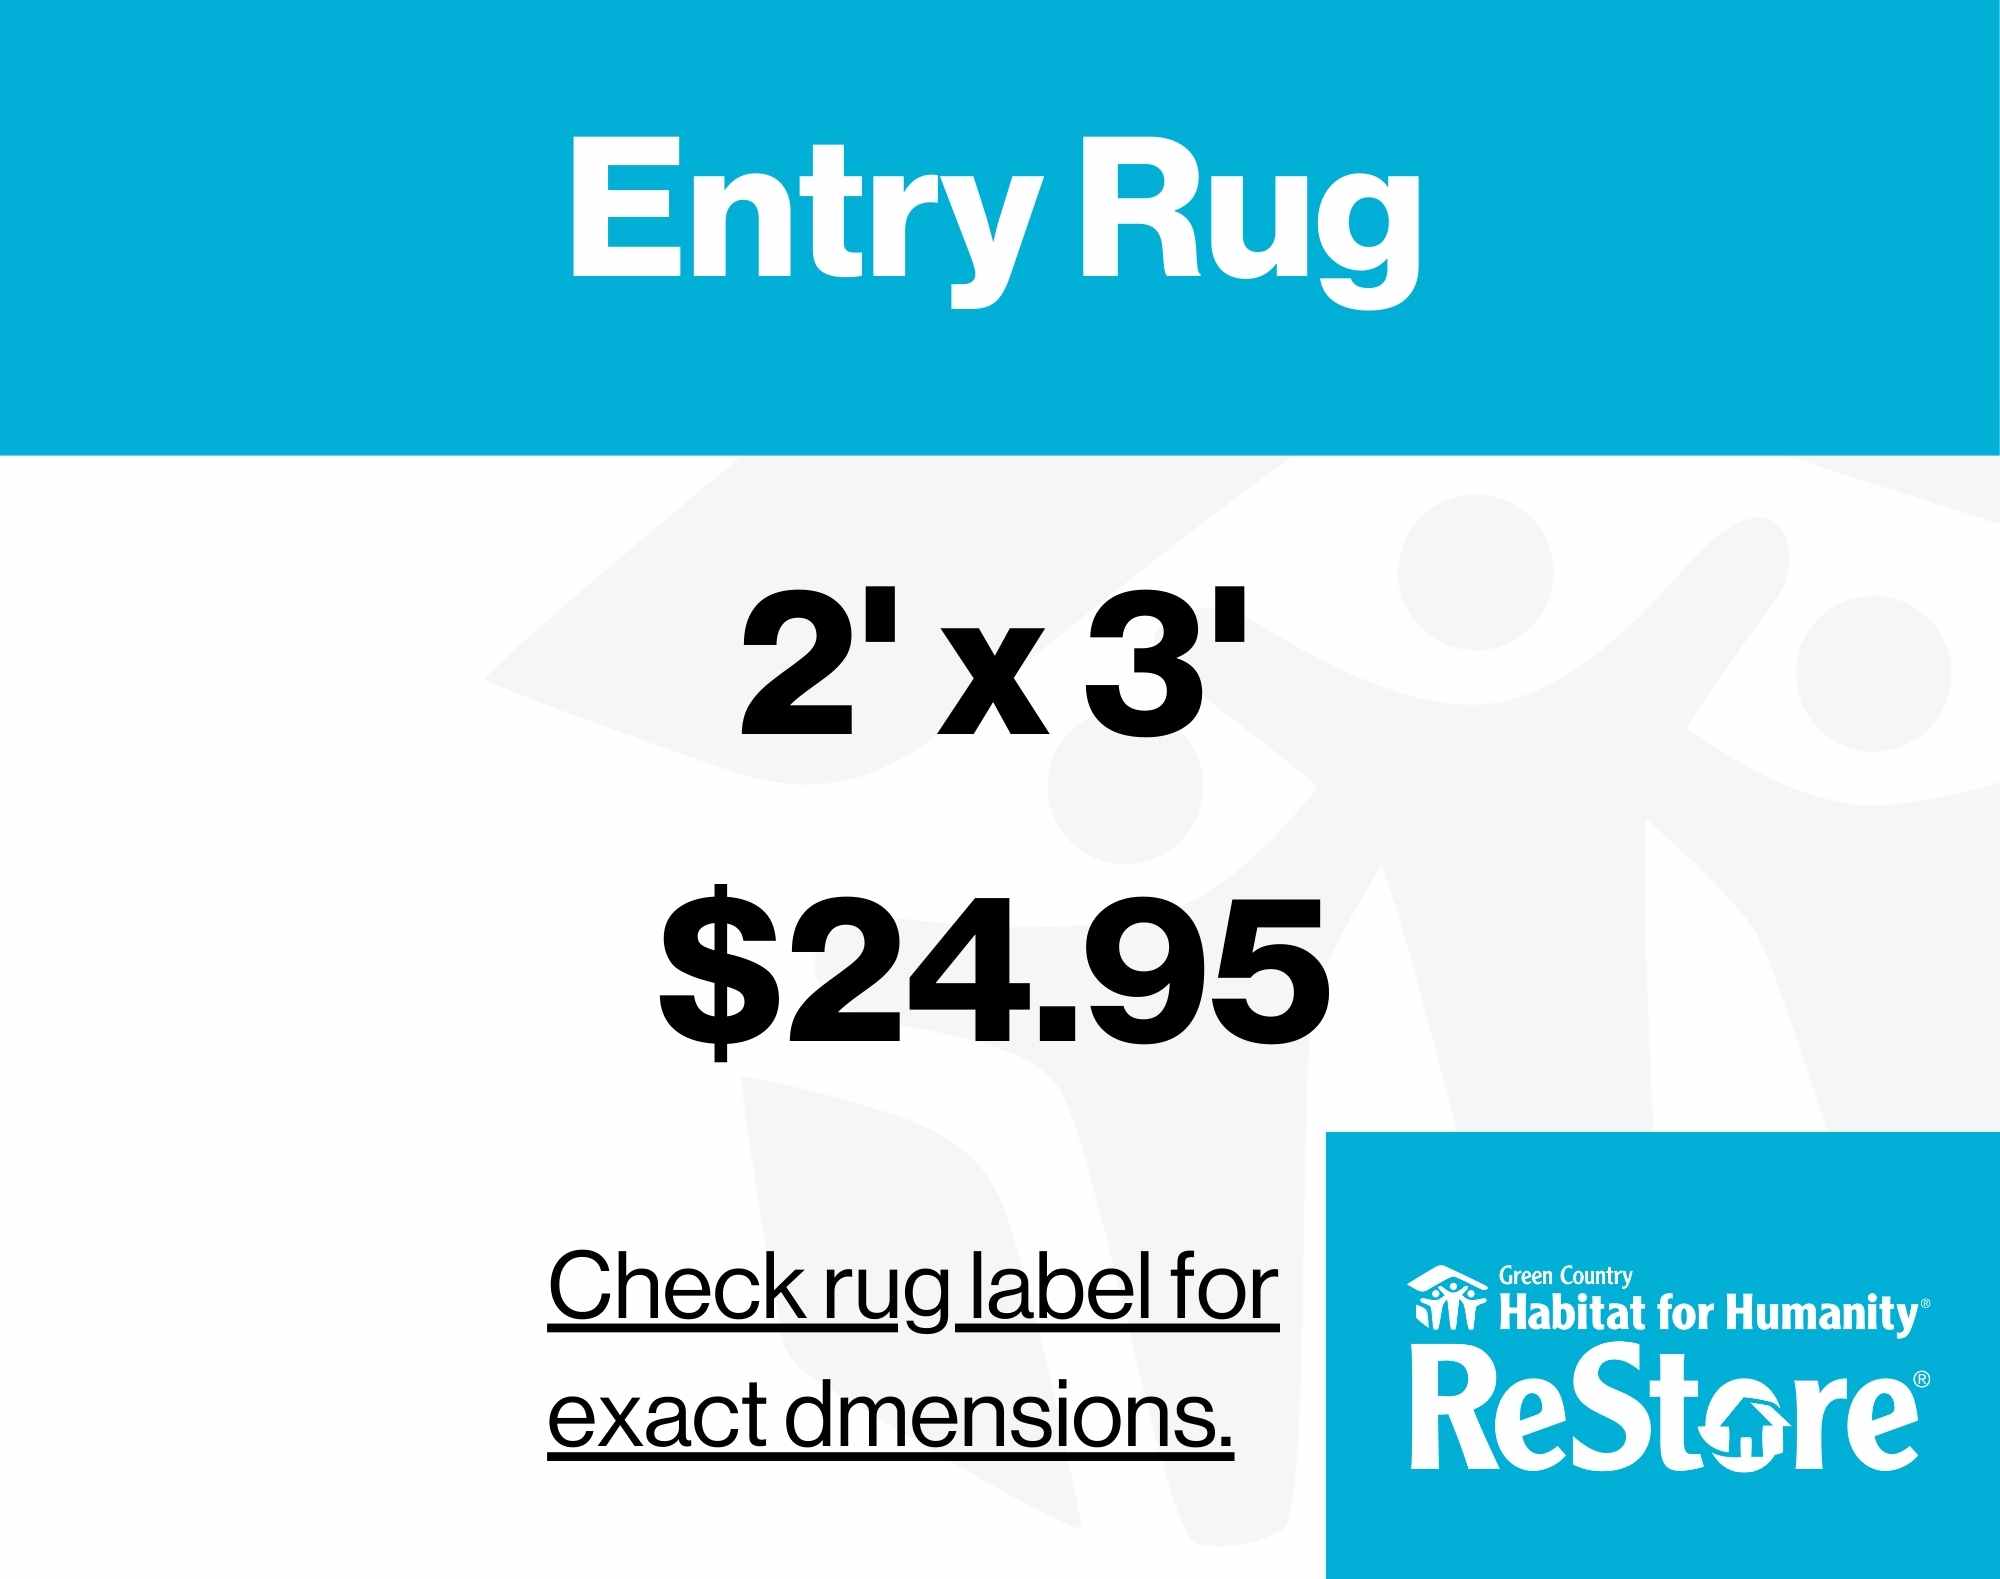 Entry Rug
2' x 3'
$24.95
Check rug label for
exact dmensions.
Green Country
Habitat for Humanity®
ReStore®